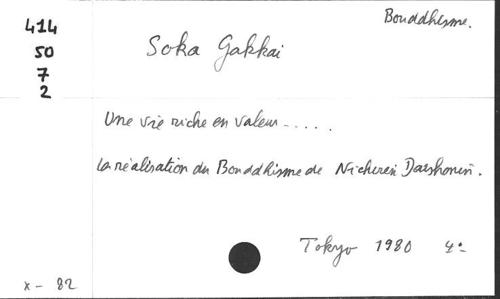 Bouddhisme.
414
50
7
2
Soka Gakkai
Une vie riche en valeur......
La réalisation du Bouddhisme de Nicheren Daishonin.
Tokyo 1980 4°
x - 82